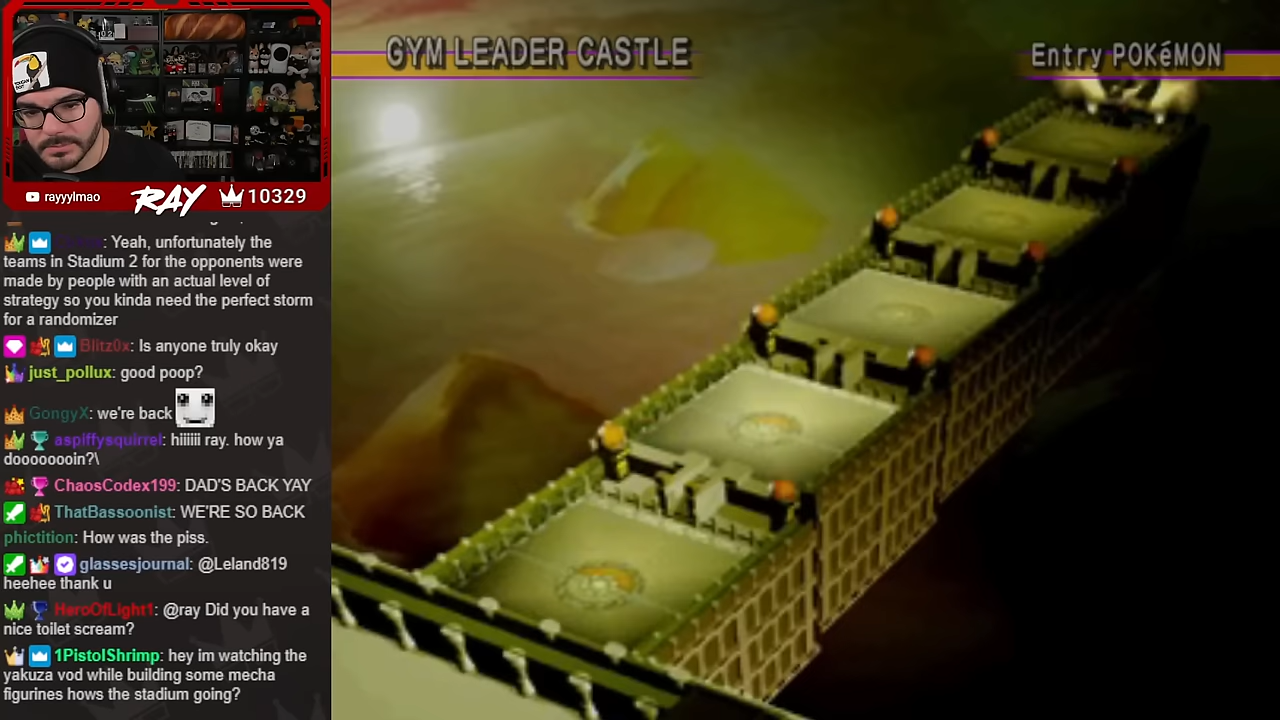 GYM LEADER CASTLE
Entry POKéMON
rayyylmao
RAY
10329
: Yeah, unfortunately the
teams in Stadium 2 for the opponents were
made by people with an actual level of
strategy so you kinda need the perfect storm
for a randomizer
Blitz0x: Is anyone truly okay
just_pollux: good poop?
GongyX: we're back
aspiffysquirrel: hiiiiii ray. how ya
doooooooin?\
ChaosCodex199: DAD'S BACK YAY
ThatBassoonist: WE'RE SO BACK
phictition: How was the piss.
glassesjournal: @Leland819
heehee thank u
HeroOfLight1: @ray Did you have a
nice toilet scream?
1PistolShrimp: hey im watching the
yakuza vod while building some mecha
figurines hows the stadium going?